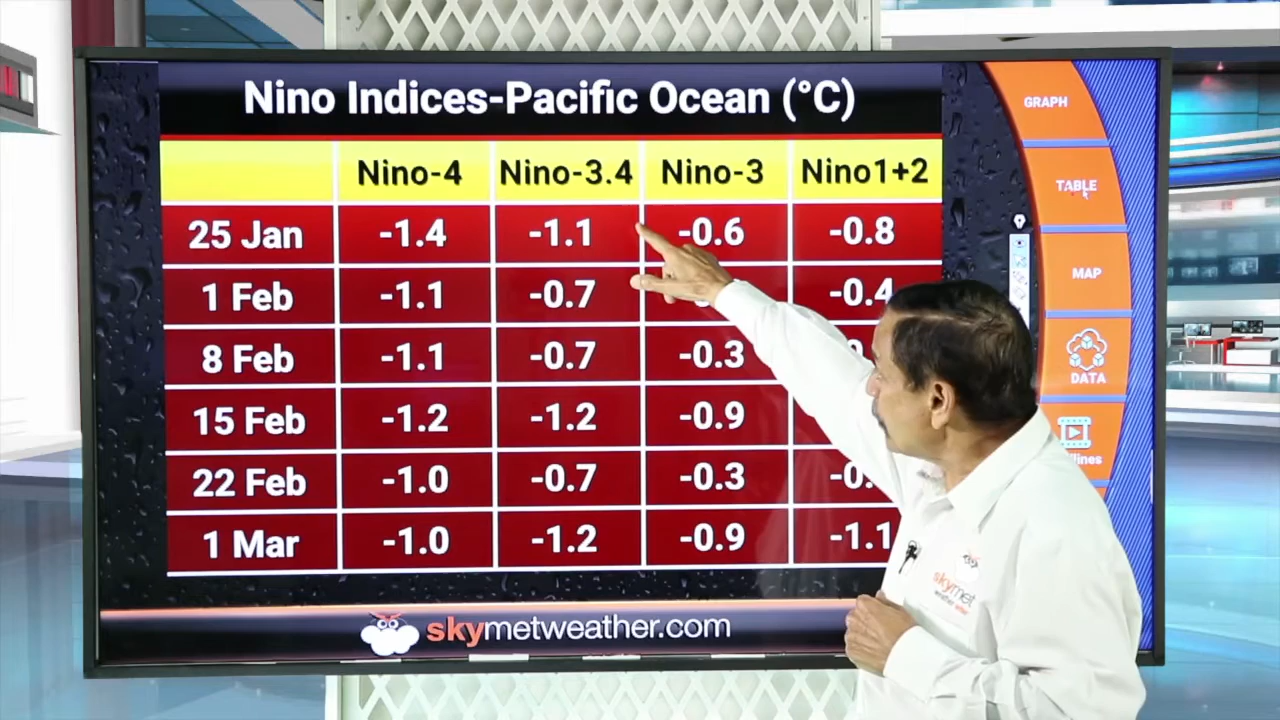 Nino Indices-Pacific Ocean (°C)
Nino-4 Nino-3.4 Nino-3 Nino1+2
25 Jan -1.4 -1.1 -0.6 -0.8
1 Feb -1.1 -0.7 -0.4
8 Feb -1.1 -0.7 -0.3
15 Feb -1.2 -1.2 -0.9
22 Feb -1.0 -0.7 -0.3
1 Mar -1.0 -1.2 -0.9 -1.1
skymetweather.com
GRAPH
TABLE
MAP
DATA
skymet